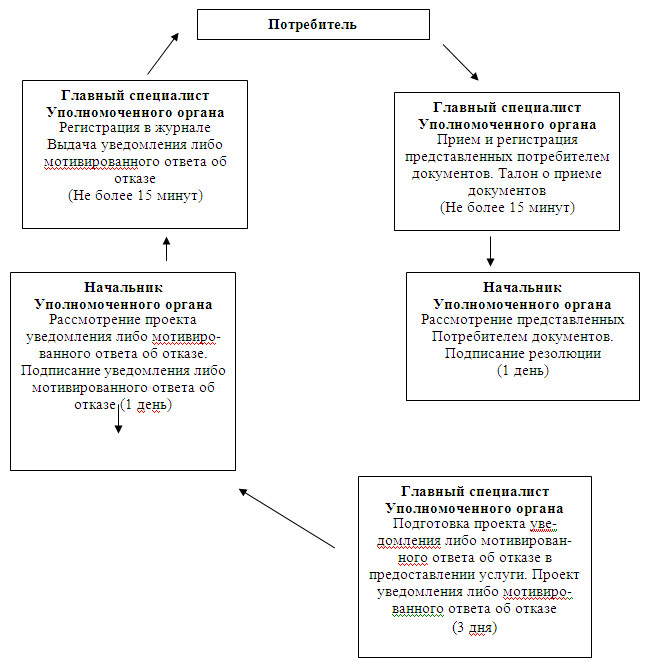 Потребитель
Главный специалист
Уполномоченного органа
Прием и регистрация
представленных потребителем
документов. Талон о приеме
документов
(Не более 15 минут)
Начальник
Уполномоченного органа
Рассмотрение представленных
Потребителем документов.
Подписание резолюции
(1 день)
Главный специалист
Уполномоченного органа
Подготовка проекта уве-
домления либо мотивирован-
ного ответа об отказе в
предоставлении услуги. Проект
уведомления либо мотивиро-
ванного ответа об отказе
(3 дня)
Начальник
Уполномоченного органа
Рассмотрение проекта
уведомления либо мотивиро-
ванного ответа об отказе.
Подписание уведомления либо
мотивированного ответа об
отказе (1 день)
Главный специалист
Уполномоченного органа
Регистрация в журнале
Выдача уведомления либо
мотивированного ответа об
отказе
(Не более 15 минут)